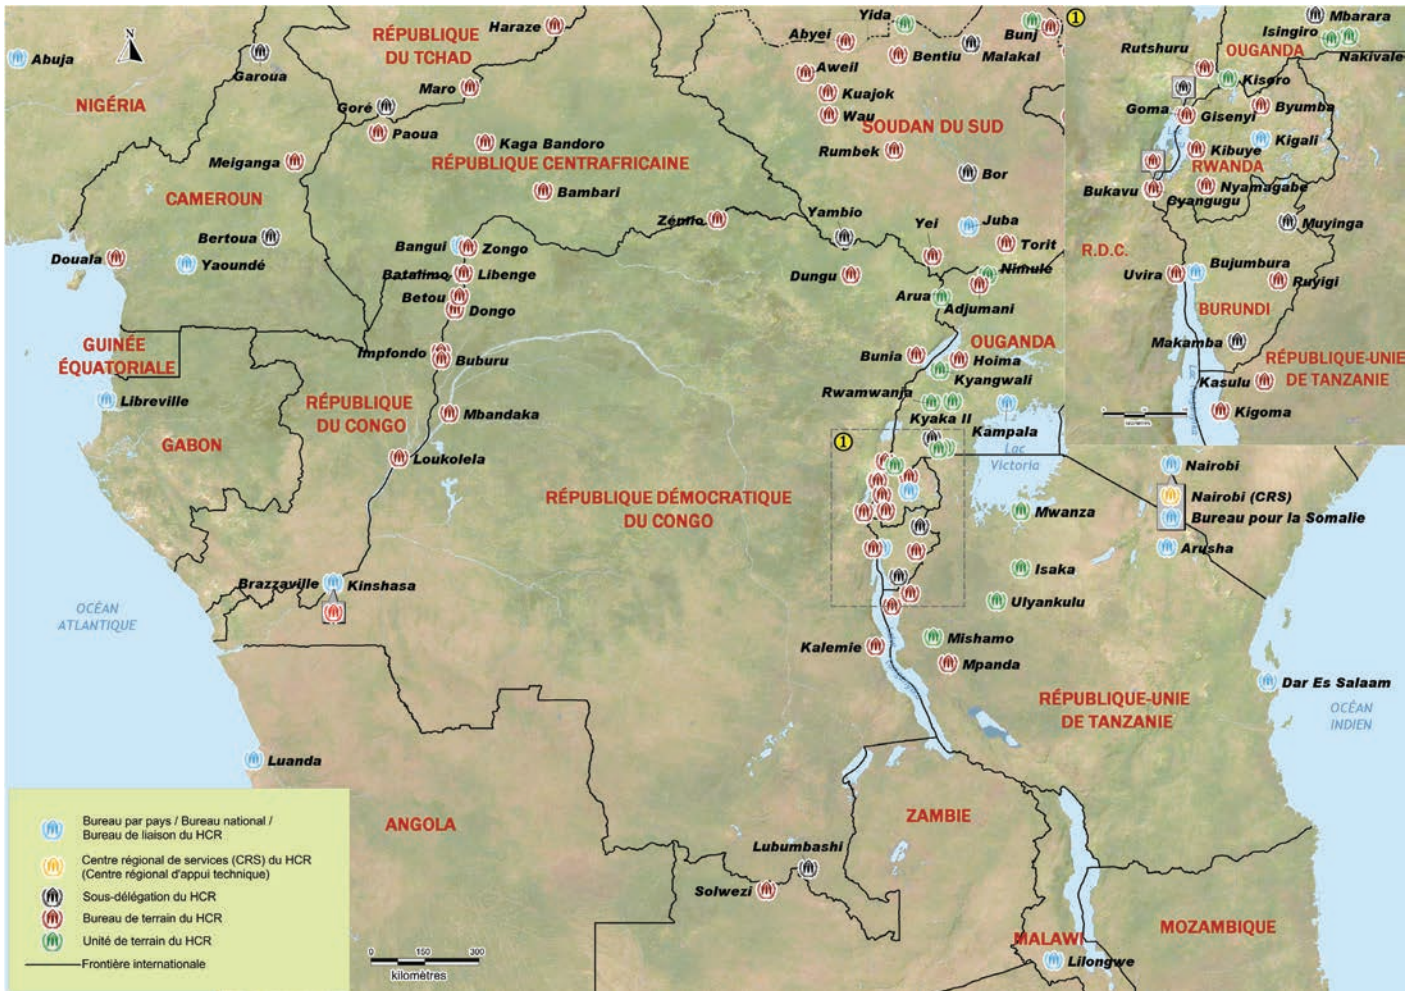 N
Abuja
NIGÉRIA
Garoua
RÉPUBLIQUE
DU TCHAD
Haraze
Maro
Goré
Paoua
Meiganga
CAMEROUN
Bertoua
Douala
Yaoundé
Kaga Bandoro
RÉPUBLIQUE CENTRAFRICAINE
Bambari
Zémio
Bangui
Zongo
Batalimo
Libenge
Betou
Dongo
Impfondo
Buburu
GUINÉE
ÉQUATORIALE
Libreville
GABON
RÉPUBLIQUE
DU CONGO
Mbandaka
Loukolela
Brazzaville
Kinshasa
OCÉAN
ATLANTIQUE
RÉPUBLIQUE DÉMOCRATIQUE
DU CONGO
Yida
Abyei
Bunj
Bentiu
Malakal
Aweil
Kuajok
Wau
SOUDAN DU SUD
Rumbek
Bor
Yambio
Yei
Juba
Torit
Dungu
Nimulé
Arua
Adjumani
OUGANDA
Bunia
Hoima
Kyangwali
Rwamwanja
Kyaka II
Kampala
Lac
Victoria
1
Mwanza
Isaka
Ulyankulu
Mishamo
Kalemie
Mpanda
RÉPUBLIQUE-UNIE
DE TANZANIE
Nairobi
Nairobi (CRS)
Bureau pour la Somalie
Arusha
Dar Es Salaam
OCÉAN
INDIEN
Luanda
ANGOLA
ZAMBIE
Lubumbashi
Solwezi
MALAWI
Lilongwe
MOZAMBIQUE
1
Mbarara
Isingiro
Rutshuru
OUGANDA
Nakivale
Kisoro
Goma
Gisenyi
Byumba
Kigali
Kibuye
RWANDA
Bukavu
Nyamagabe
Cyangugu
Muyinga
R.D.C.
Uvira
Bujumbura
Ruyigi
BURUNDI
Makamba
RÉPUBLIQUE-UNIE
DE TANZANIE
Kasulu
Kigoma
Bureau par pays / Bureau national /
Bureau de liaison du HCR
Centre régional de services (CRS) du HCR
(Centre régional d'appui technique)
Sous-délégation du HCR
Bureau de terrain du HCR
Unité de terrain du HCR
Frontière internationale
0 150 300
kilomètres